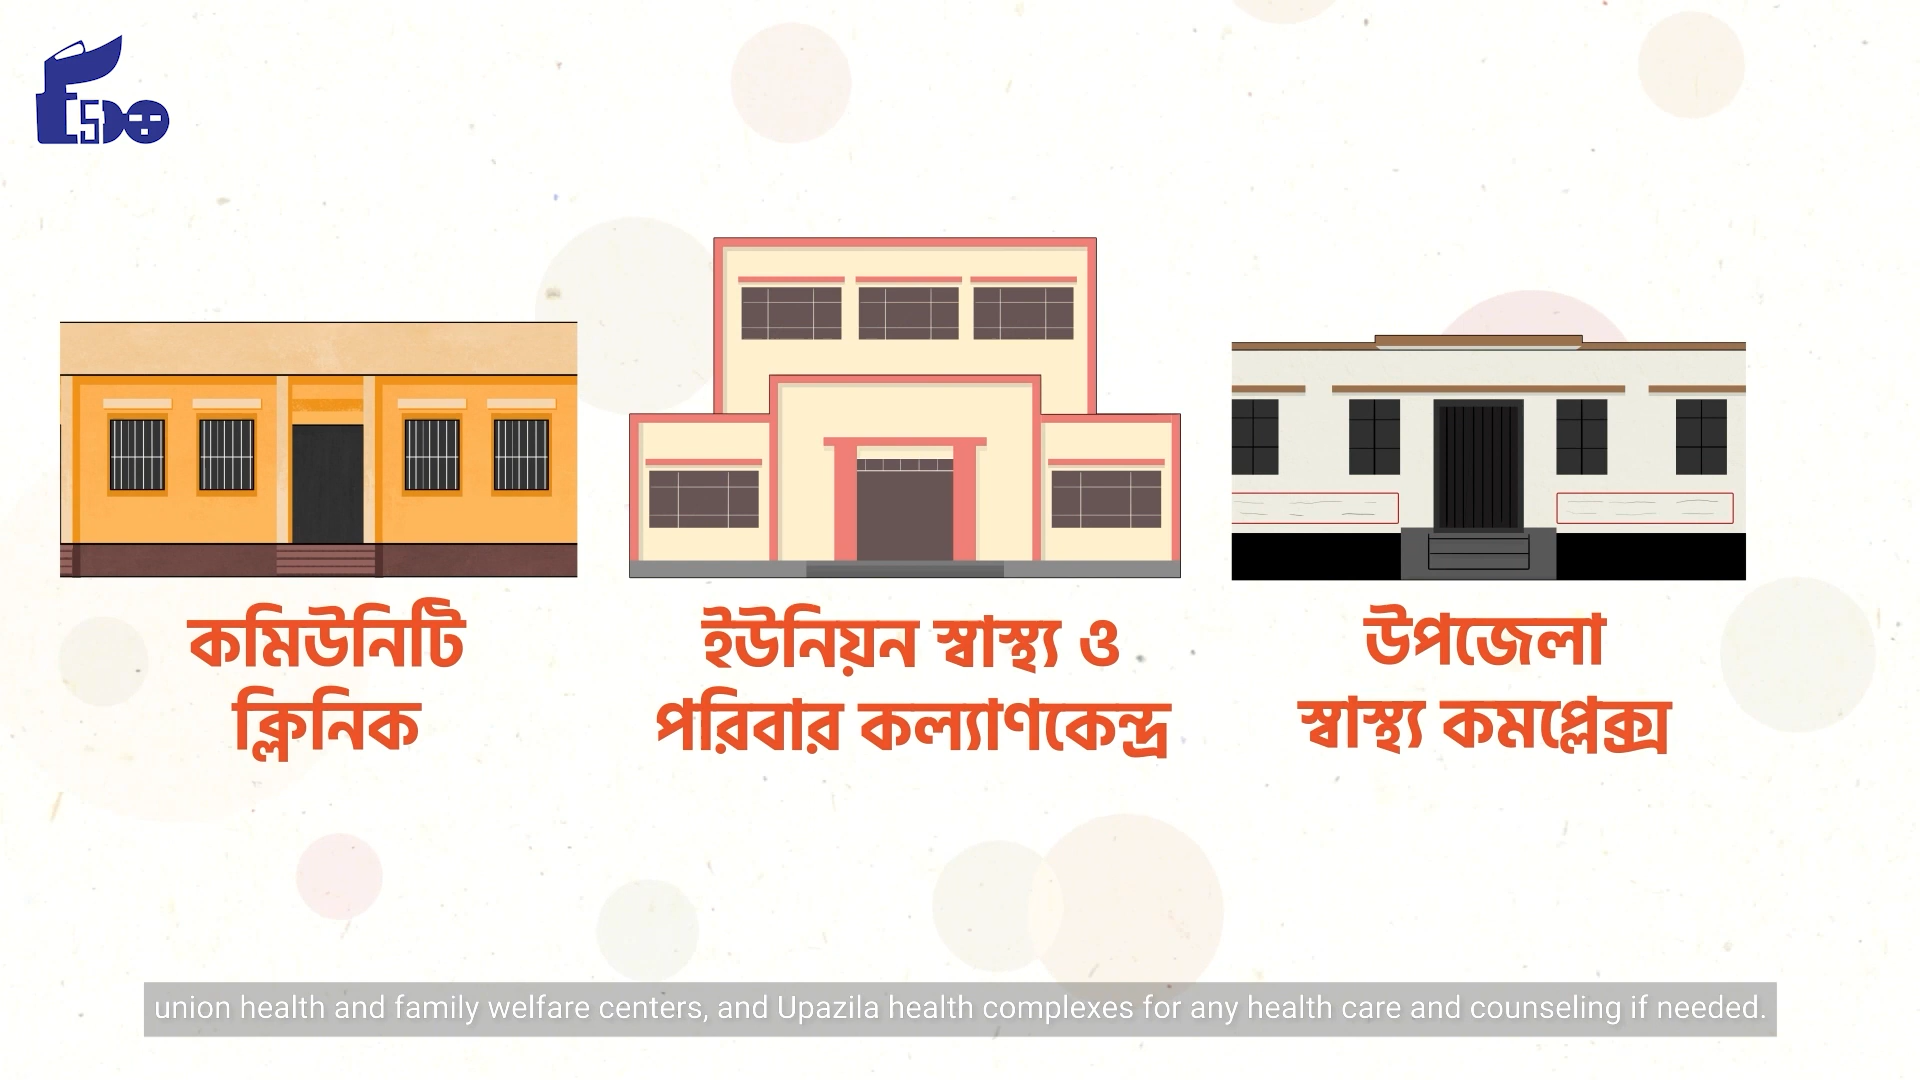 ESDO
কমিউনিটি
ক্লিনিক
ইউনিয়ন স্বাস্থ্য ও
পরিবার কল্যাণকেন্দ্র
উপজেলা
স্বাস্থ্য কমপ্লেক্স
union health and family welfare centers, and Upazila health complexes for any health care and counseling if needed.